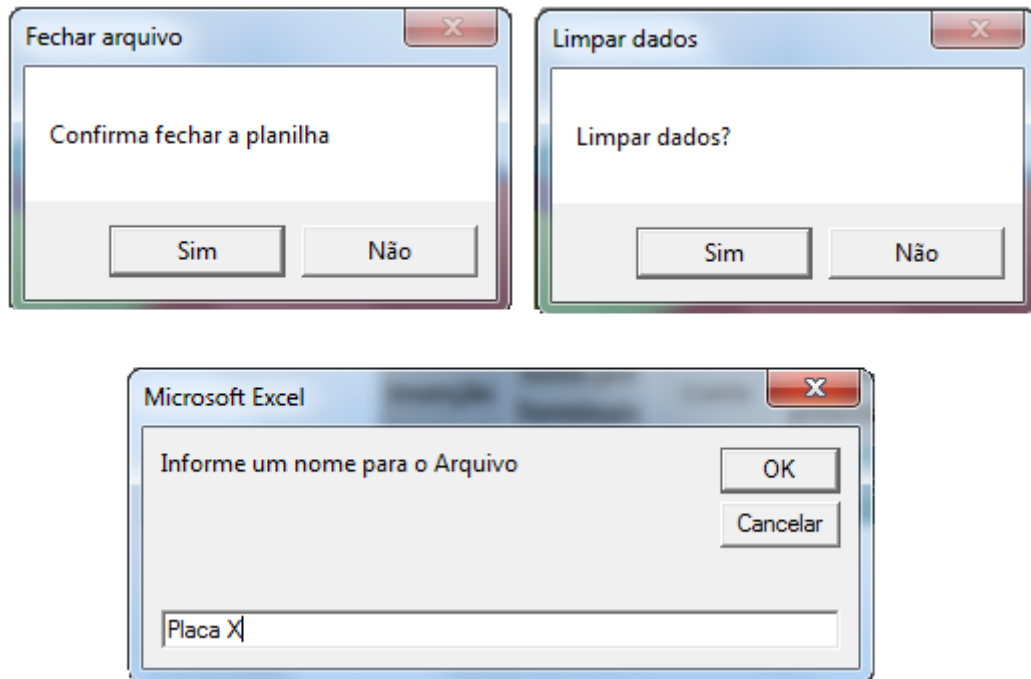 Fechar arquivo
Confirma fechar a planilha
Sim Não
Limpar dados
Limpar dados?
Sim Não
Microsoft Excel
Informe um nome para o Arquivo
OK
Cancelar
Placa X